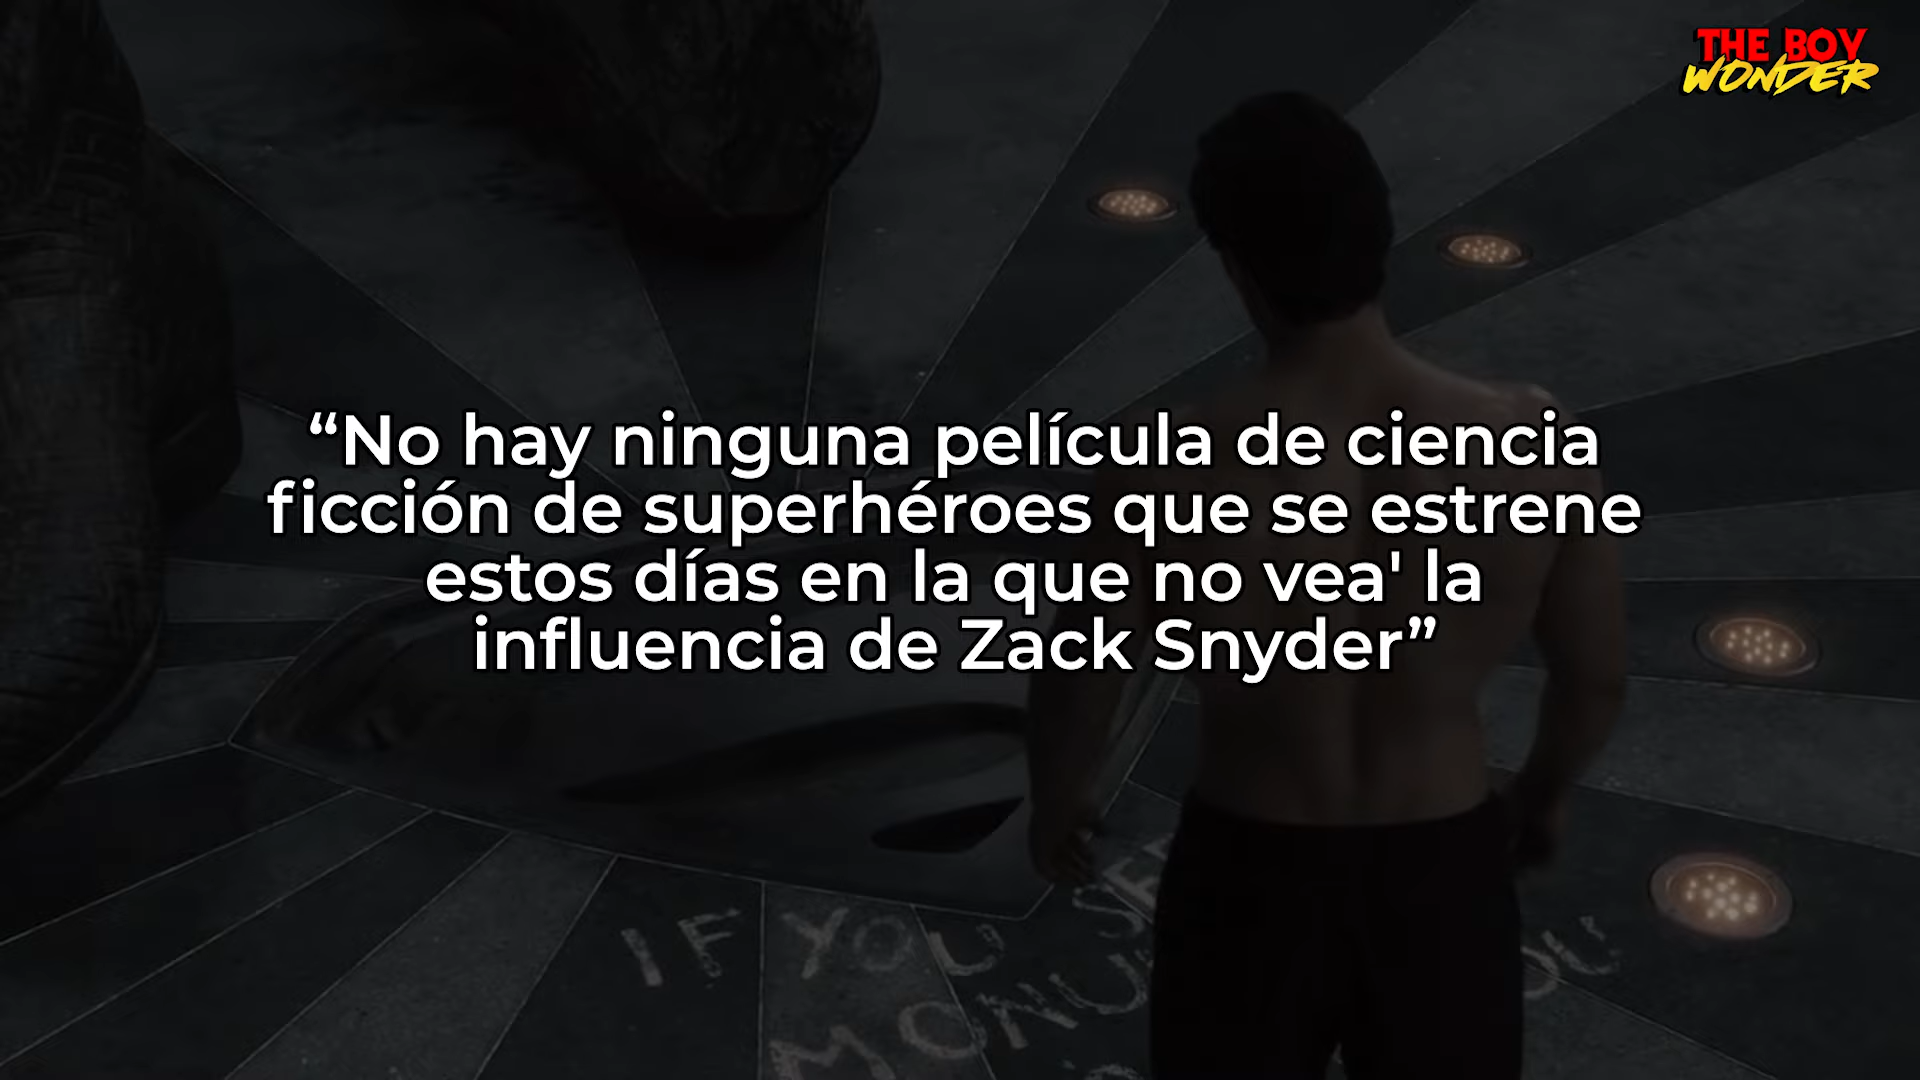 THE BOY
WONDER
“No hay ninguna película de ciencia
ficción de superhéroes que se estrene
estos días en la que no vea' la
influencia de Zack Snyder”
IF YOU